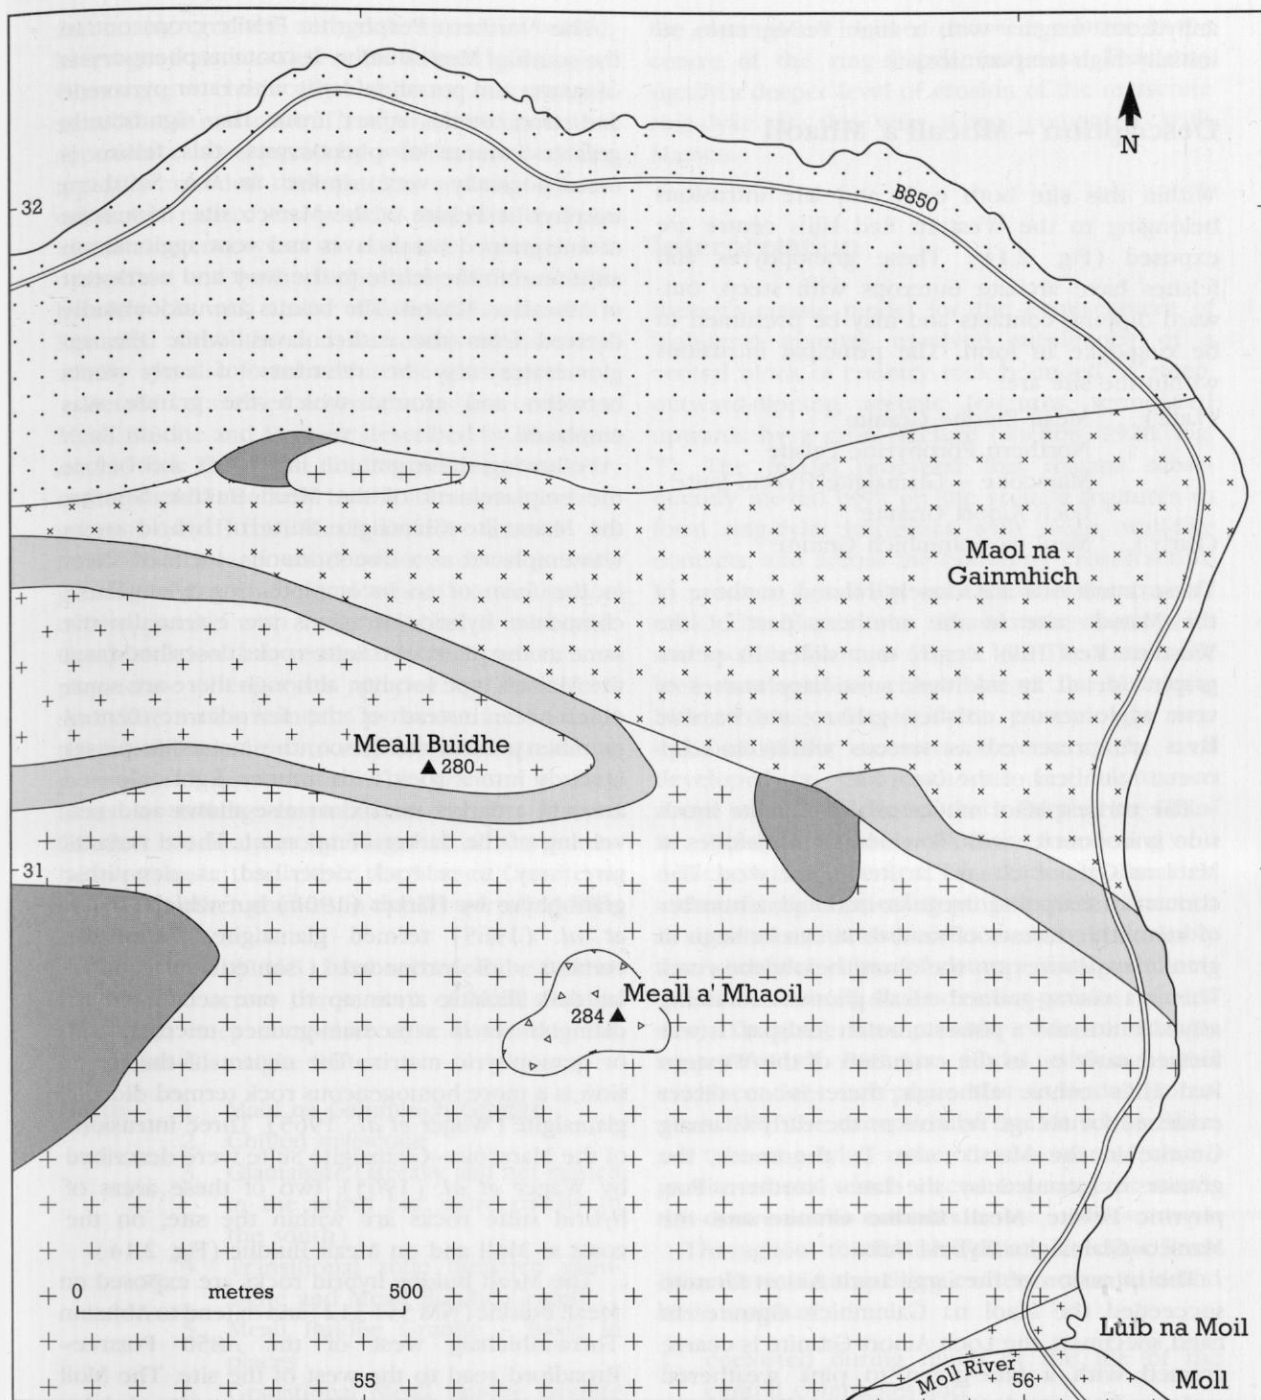 N
B850
32
Maol na
Gainmhich
Meall Buidhe
280
31
Meall a' Mhaoil
284
0 metres 500
Lùib na Moil
Moll River
Moll
55
56